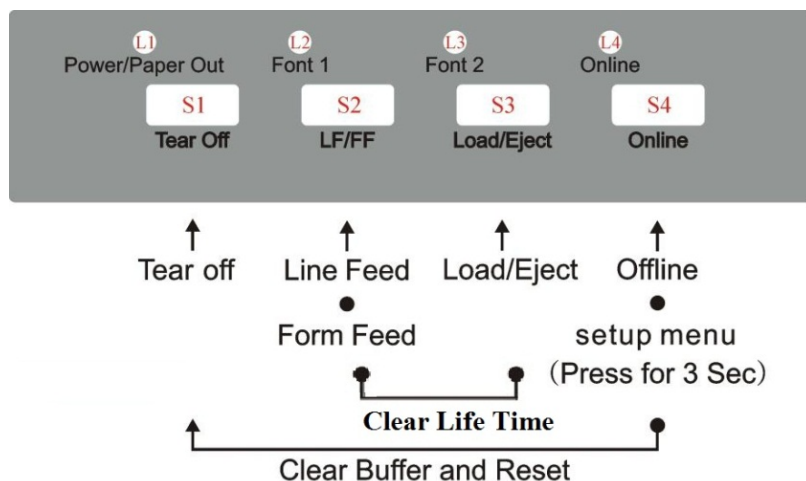 L1 L2 L3 L4
Power/Paper Out Font 1 Font 2 Online
S1 S2 S3 S4
Tear Off LF/FF Load/Eject Online
Tear off Line Feed Load/Eject Offline
Form Feed setup menu
(Press for 3 Sec)
Clear Life Time
Clear Buffer and Reset